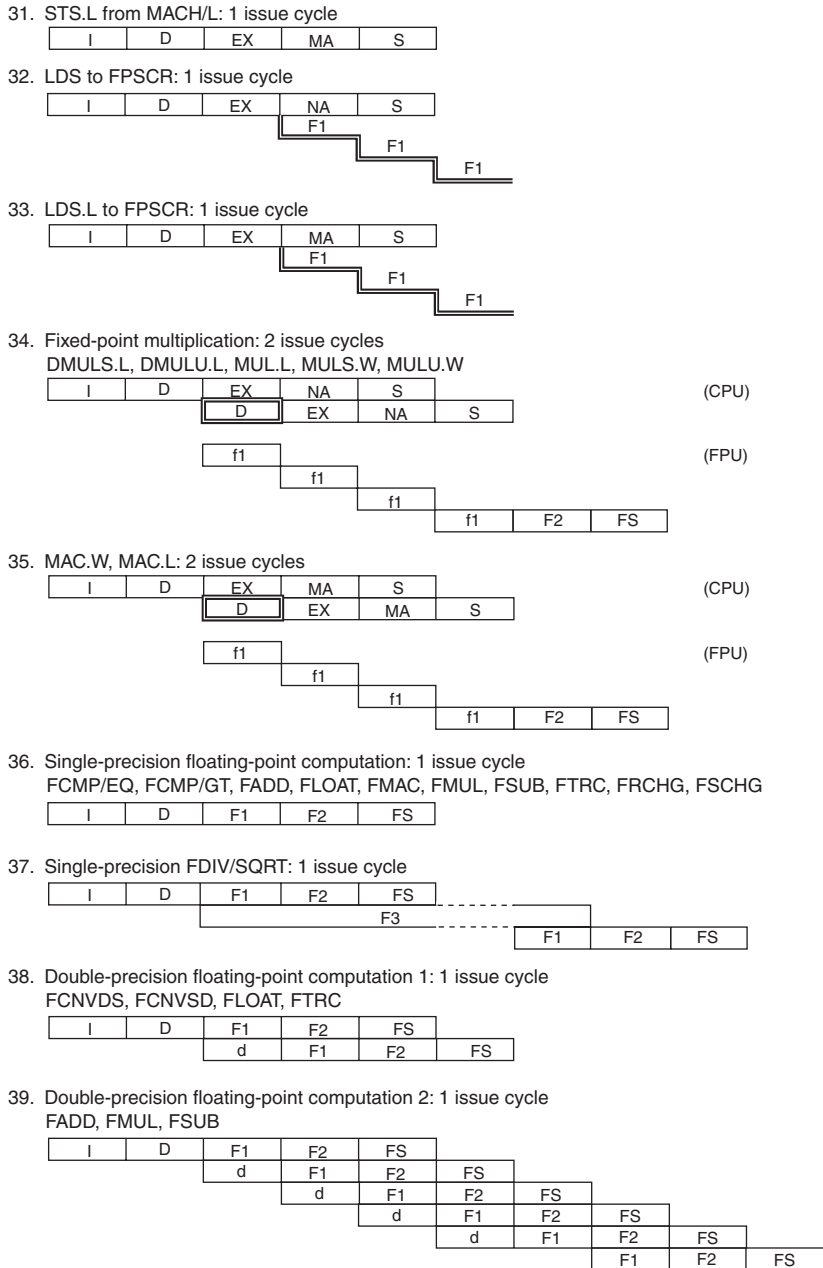 31. STS.L from MACH/L: 1 issue cycle
I D EX MA S
32. LDS to FPSCR: 1 issue cycle
I D EX NA S
F1
F1
F1
33. LDS.L to FPSCR: 1 issue cycle
I D EX MA S
F1
F1
F1
34. Fixed-point multiplication: 2 issue cycles
DMULS.L, DMULU.L, MUL.L, MULS.W, MULU.W
I D EX NA S (CPU)
D EX NA S
f1 (FPU)
f1
f1
f1 F2 FS
35. MAC.W, MAC.L: 2 issue cycles
I D EX MA S (CPU)
D EX MA S
f1 (FPU)
f1
f1
f1 F2 FS
36. Single-precision floating-point computation: 1 issue cycle
FCMP/EQ, FCMP/GT, FADD, FLOAT, FMAC, FMUL, FSUB, FTRC, FRCHG, FSCHG
I D F1 F2 FS
37. Single-precision FDIV/SQRT: 1 issue cycle
I D F1 F2 FS
F3
F1 F2 FS
38. Double-precision floating-point computation 1: 1 issue cycle
FCNVDS, FCNVSD, FLOAT, FTRC
I D F1 F2 FS
d F1 F2 FS
39. Double-precision floating-point computation 2: 1 issue cycle
FADD, FMUL, FSUB
I D F1 F2 FS
d F1 F2 FS
d F1 F2 FS
d F1 F2 FS
d F1 F2 FS
F1 F2 FS